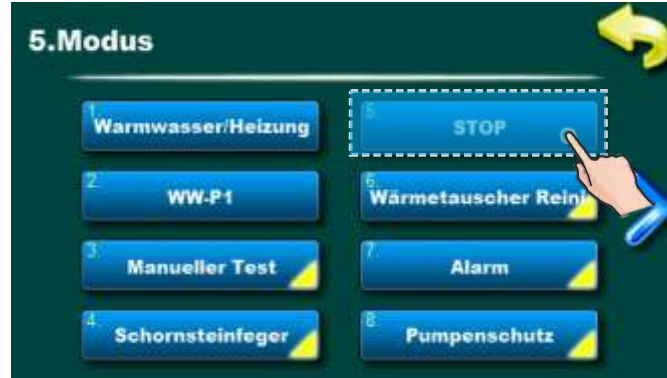 5.Modus
1.
Warmwasser/Heizung
2.
WW-P1
3.
Manueller Test
4.
Schornsteinfeger
5.
STOP
6.
Wärmetauscher Reini
7.
Alarm
8.
Pumpenschutz